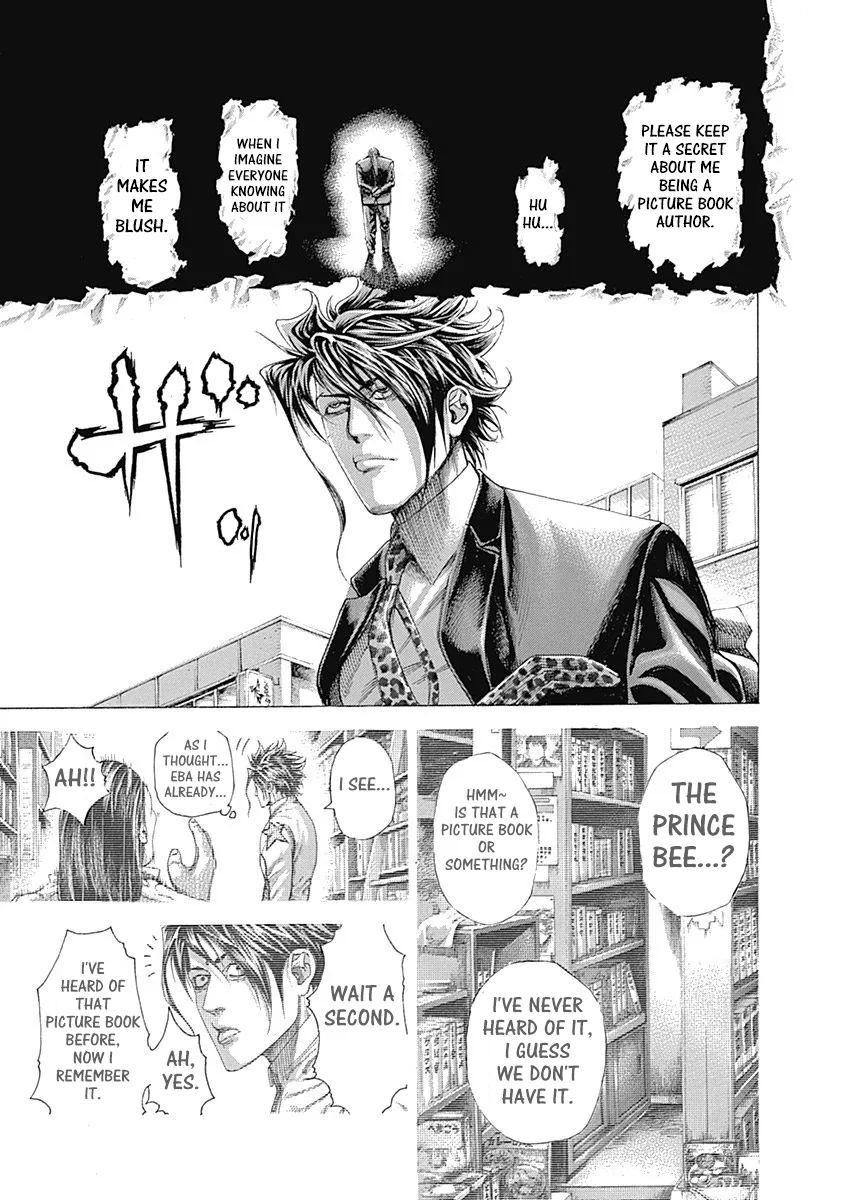 PLEASE KEEP
IT A SECRET
ABOUT ME
BEING A
PICTURE BOOK
AUTHOR.
HU
HU...
WHEN I
IMAGINE
EVERYONE
KNOWING
ABOUT IT
IT
MAKES
ME
BLUSH.
THE
PRINCE
BEE...?
HMM~
IS THAT A
PICTURE BOOK
OR
SOMETHING?
I'VE NEVER
HEARD OF IT,
I GUESS
WE DON'T
HAVE IT.
I SEE...
AS I
THOUGHT...
EBA HAS
ALREADY...
AH!!
WAIT A
SECOND.
AH,
YES.
I'VE
HEARD OF
THAT
PICTURE BOOK
BEFORE,
NOW I
REMEMBER
IT.